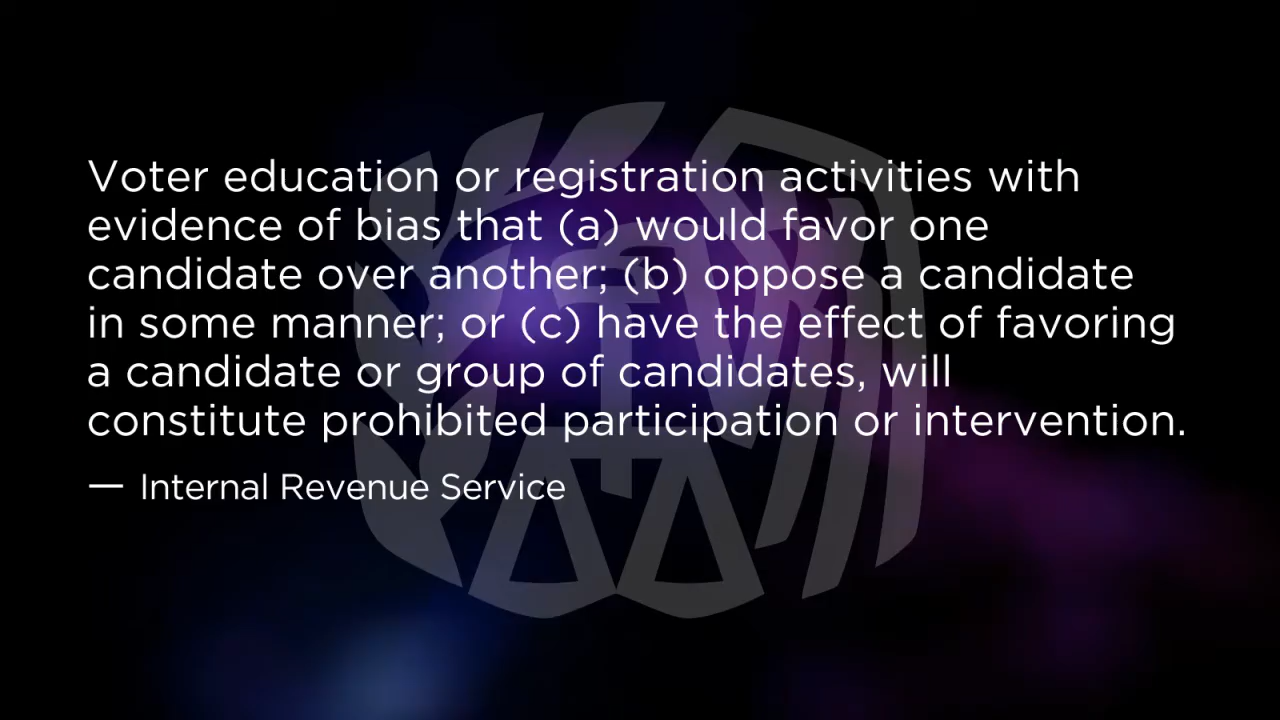 Voter education or registration activities with
evidence of bias that (a) would favor one
candidate over another; (b) oppose a candidate
in some manner; or (c) have the effect of favoring
a candidate or group of candidates, will
constitute prohibited participation or intervention.
— Internal Revenue Service